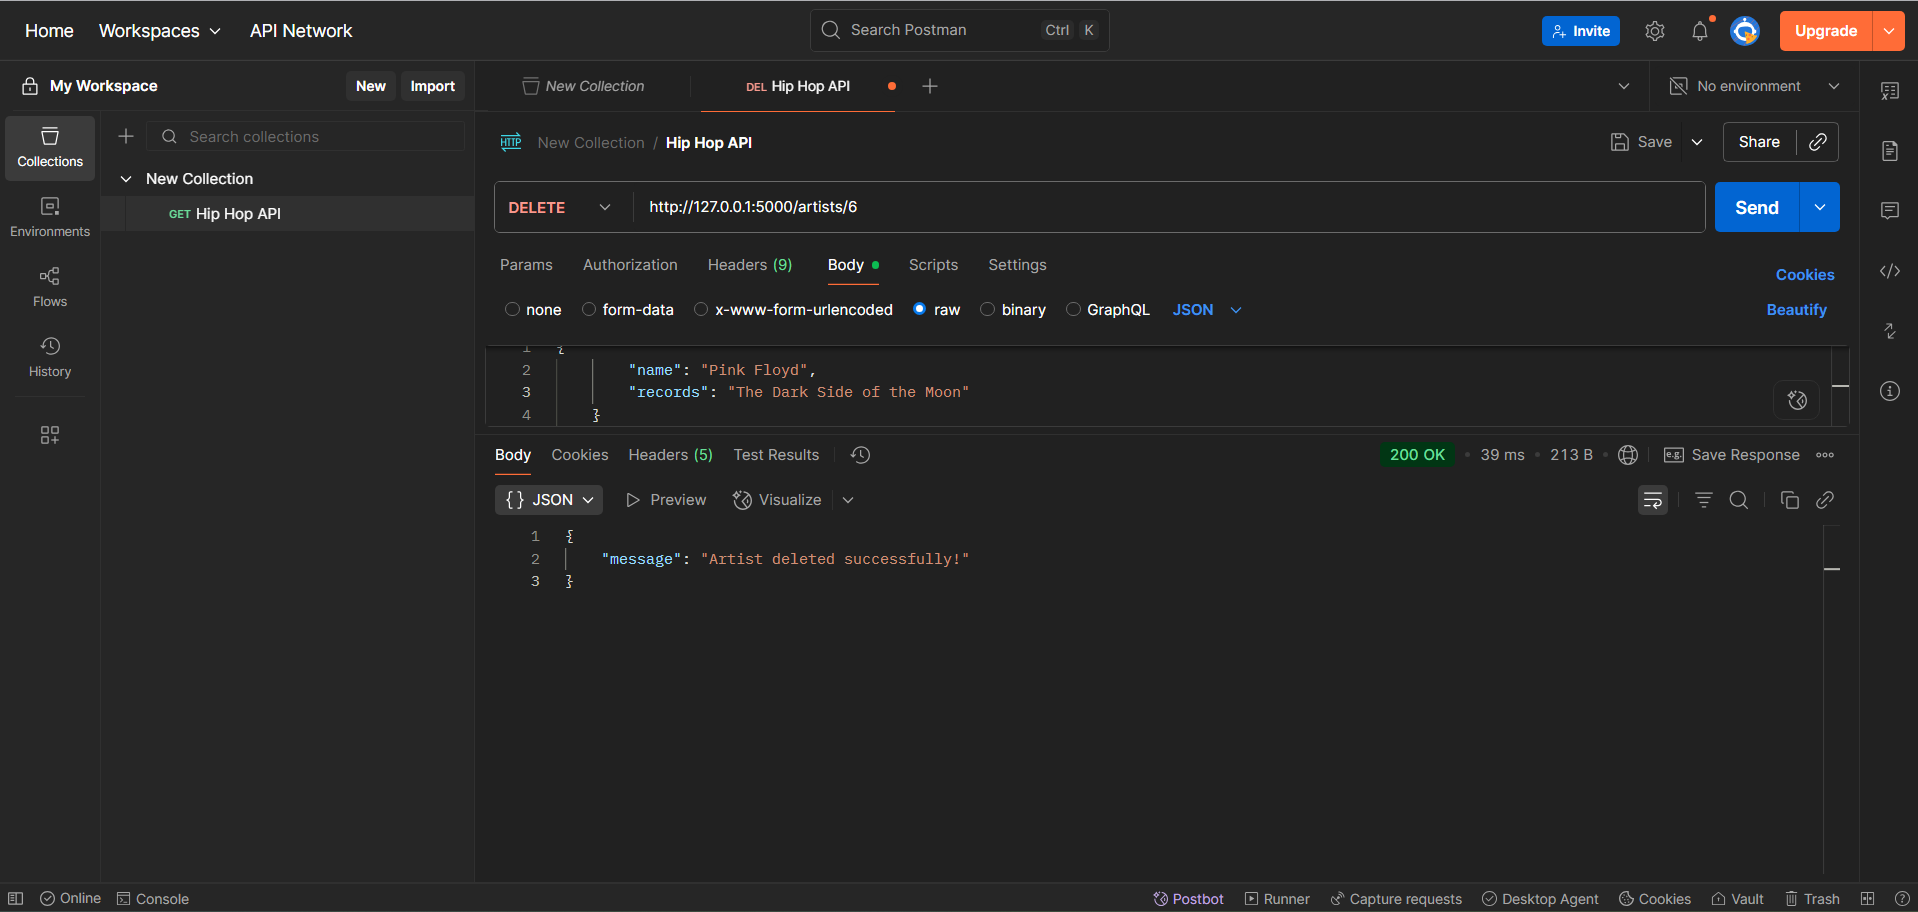 Home Workspaces API Network Search Postman Ctrl K Invite Upgrade
My Workspace New Import New Collection DEL Hip Hop API No environment
Collections Search collections
HTTP New Collection / Hip Hop API Save Share
New Collection
GET Hip Hop API
DELETE http://127.0.0.1:5000/artists/6 Send
Environments
Params Authorization Headers (9) Body Scripts Settings Cookies
Flows
none form-data x-www-form-urlencoded raw binary GraphQL JSON Beautify
History
1 {
2 "name": "Pink Floyd",
3 "records": "The Dark Side of the Moon"
4 }
Body Cookies Headers (5) Test Results 200 OK • 39 ms • 213 B • e.g. Save Response
{} JSON Preview Visualize
1 {
2 "message": "Artist deleted successfully!"
3 }
Online Console Postbot Runner Capture requests Desktop Agent Cookies Vault Trash